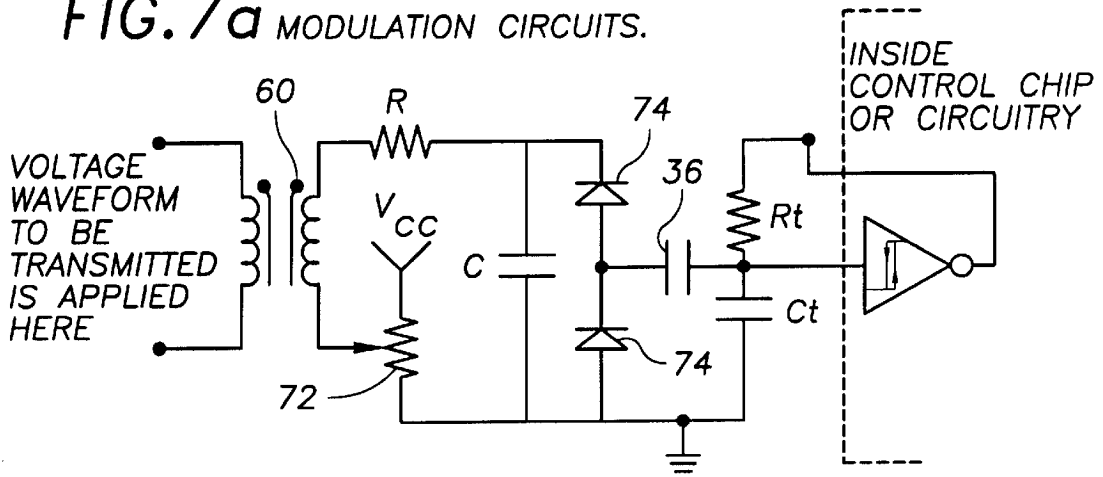 FIG. 7a MODULATION CIRCUITS.
INSIDE
CONTROL CHIP
OR CIRCUITRY
60
R
74
36
Rt
VOLTAGE
WAVEFORM
TO BE
TRANSMITTED
IS APPLIED
HERE
VCC
C
Ct
72
74